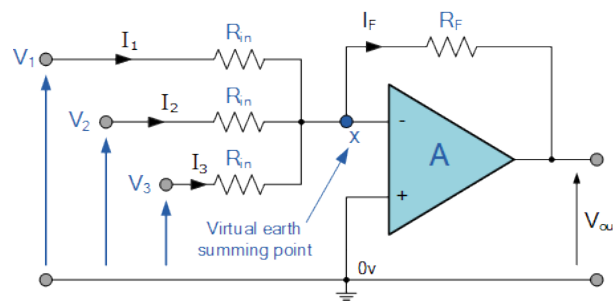 I1
Rin
IF
RF
V1
I2
Rin
V2
X
-
A
I3
Rin
V3
+
Virtual earth
summing point
0v
Vou